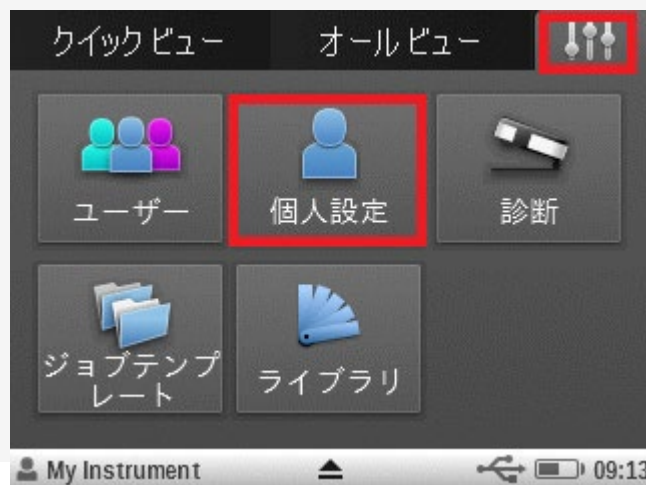 クイック ビュー オール ビュー
ユーザー 個人設定 診断
ジョブテンプ
レート
ライブラリ
My Instrument 09:13